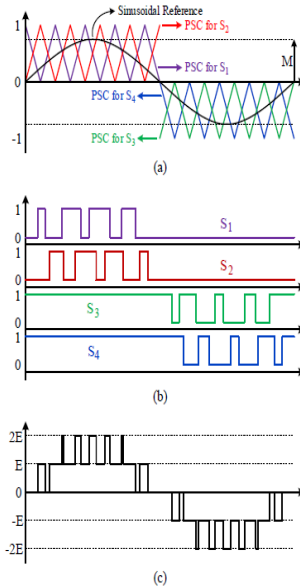 Sinusoidal Reference
1
PSC for S2
PSC for S1
0
PSC for S4
M
PSC for S3
-1
(a)
1
0
S1
1
0
S2
1
0
S3
1
0
S4
(b)
2E
E
0
-E
-2E
(c)